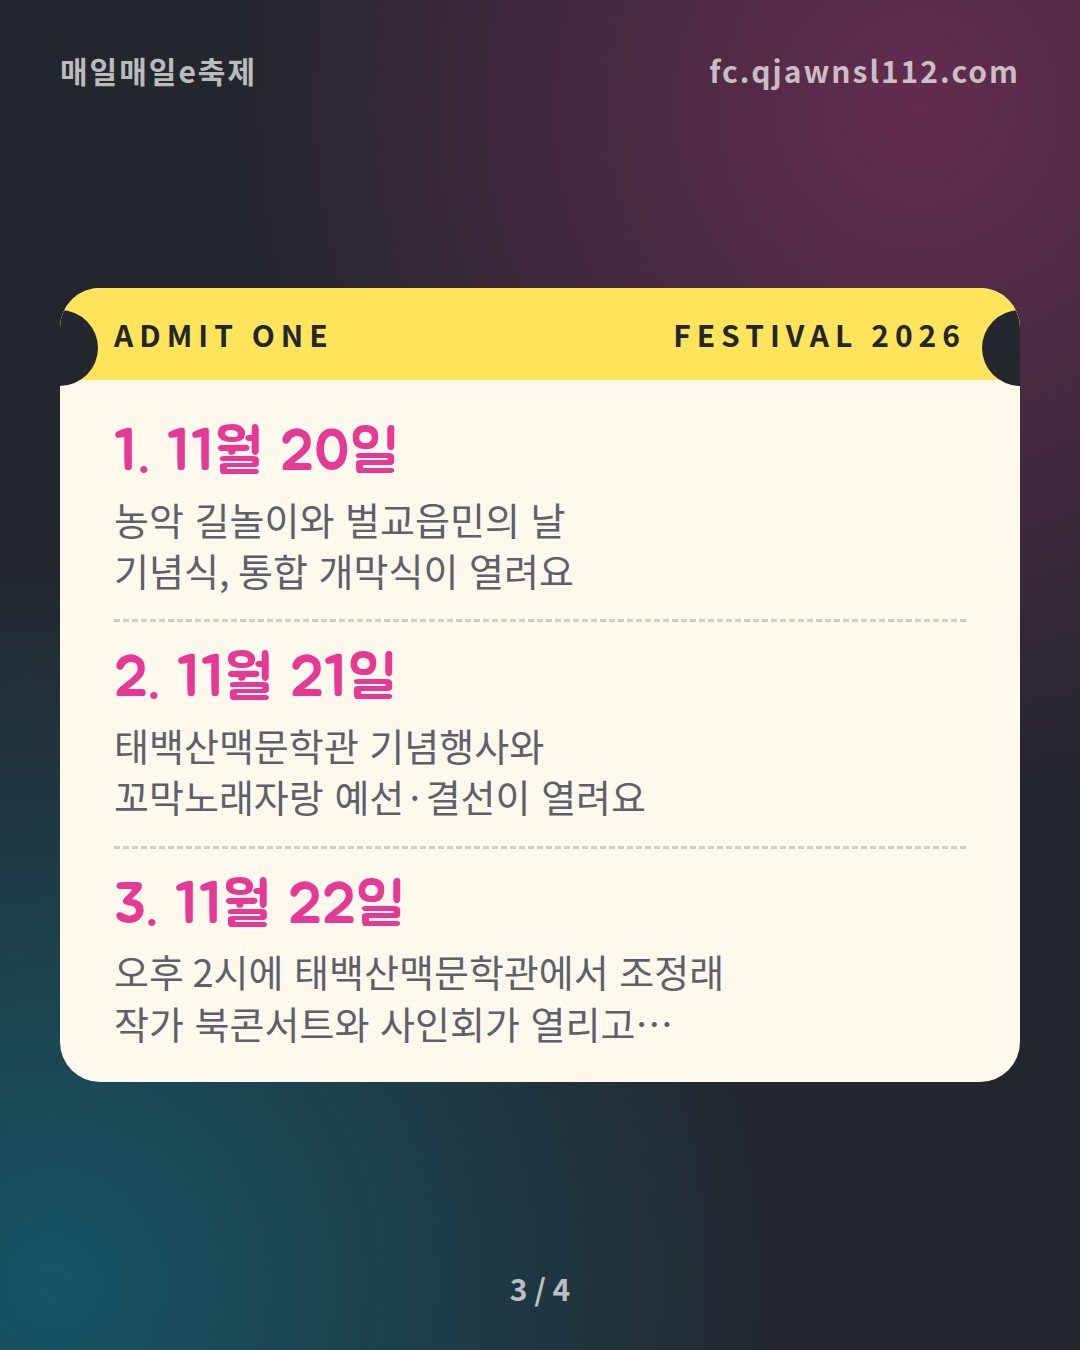 매일매일e축제
fc.qjawnsl112.com
ADMIT ONE
FESTIVAL 2026
1. 11월 20일
농악 길놀이와 벌교읍민의 날
기념식, 통합 개막식이 열려요
2. 11월 21일
태백산맥문학관 기념행사와
꼬막노래자랑 예선·결선이 열려요
3. 11월 22일
오후 2시에 태백산맥문학관에서 조정래
작가 북콘서트와 사인회가 열리고…
3 / 4